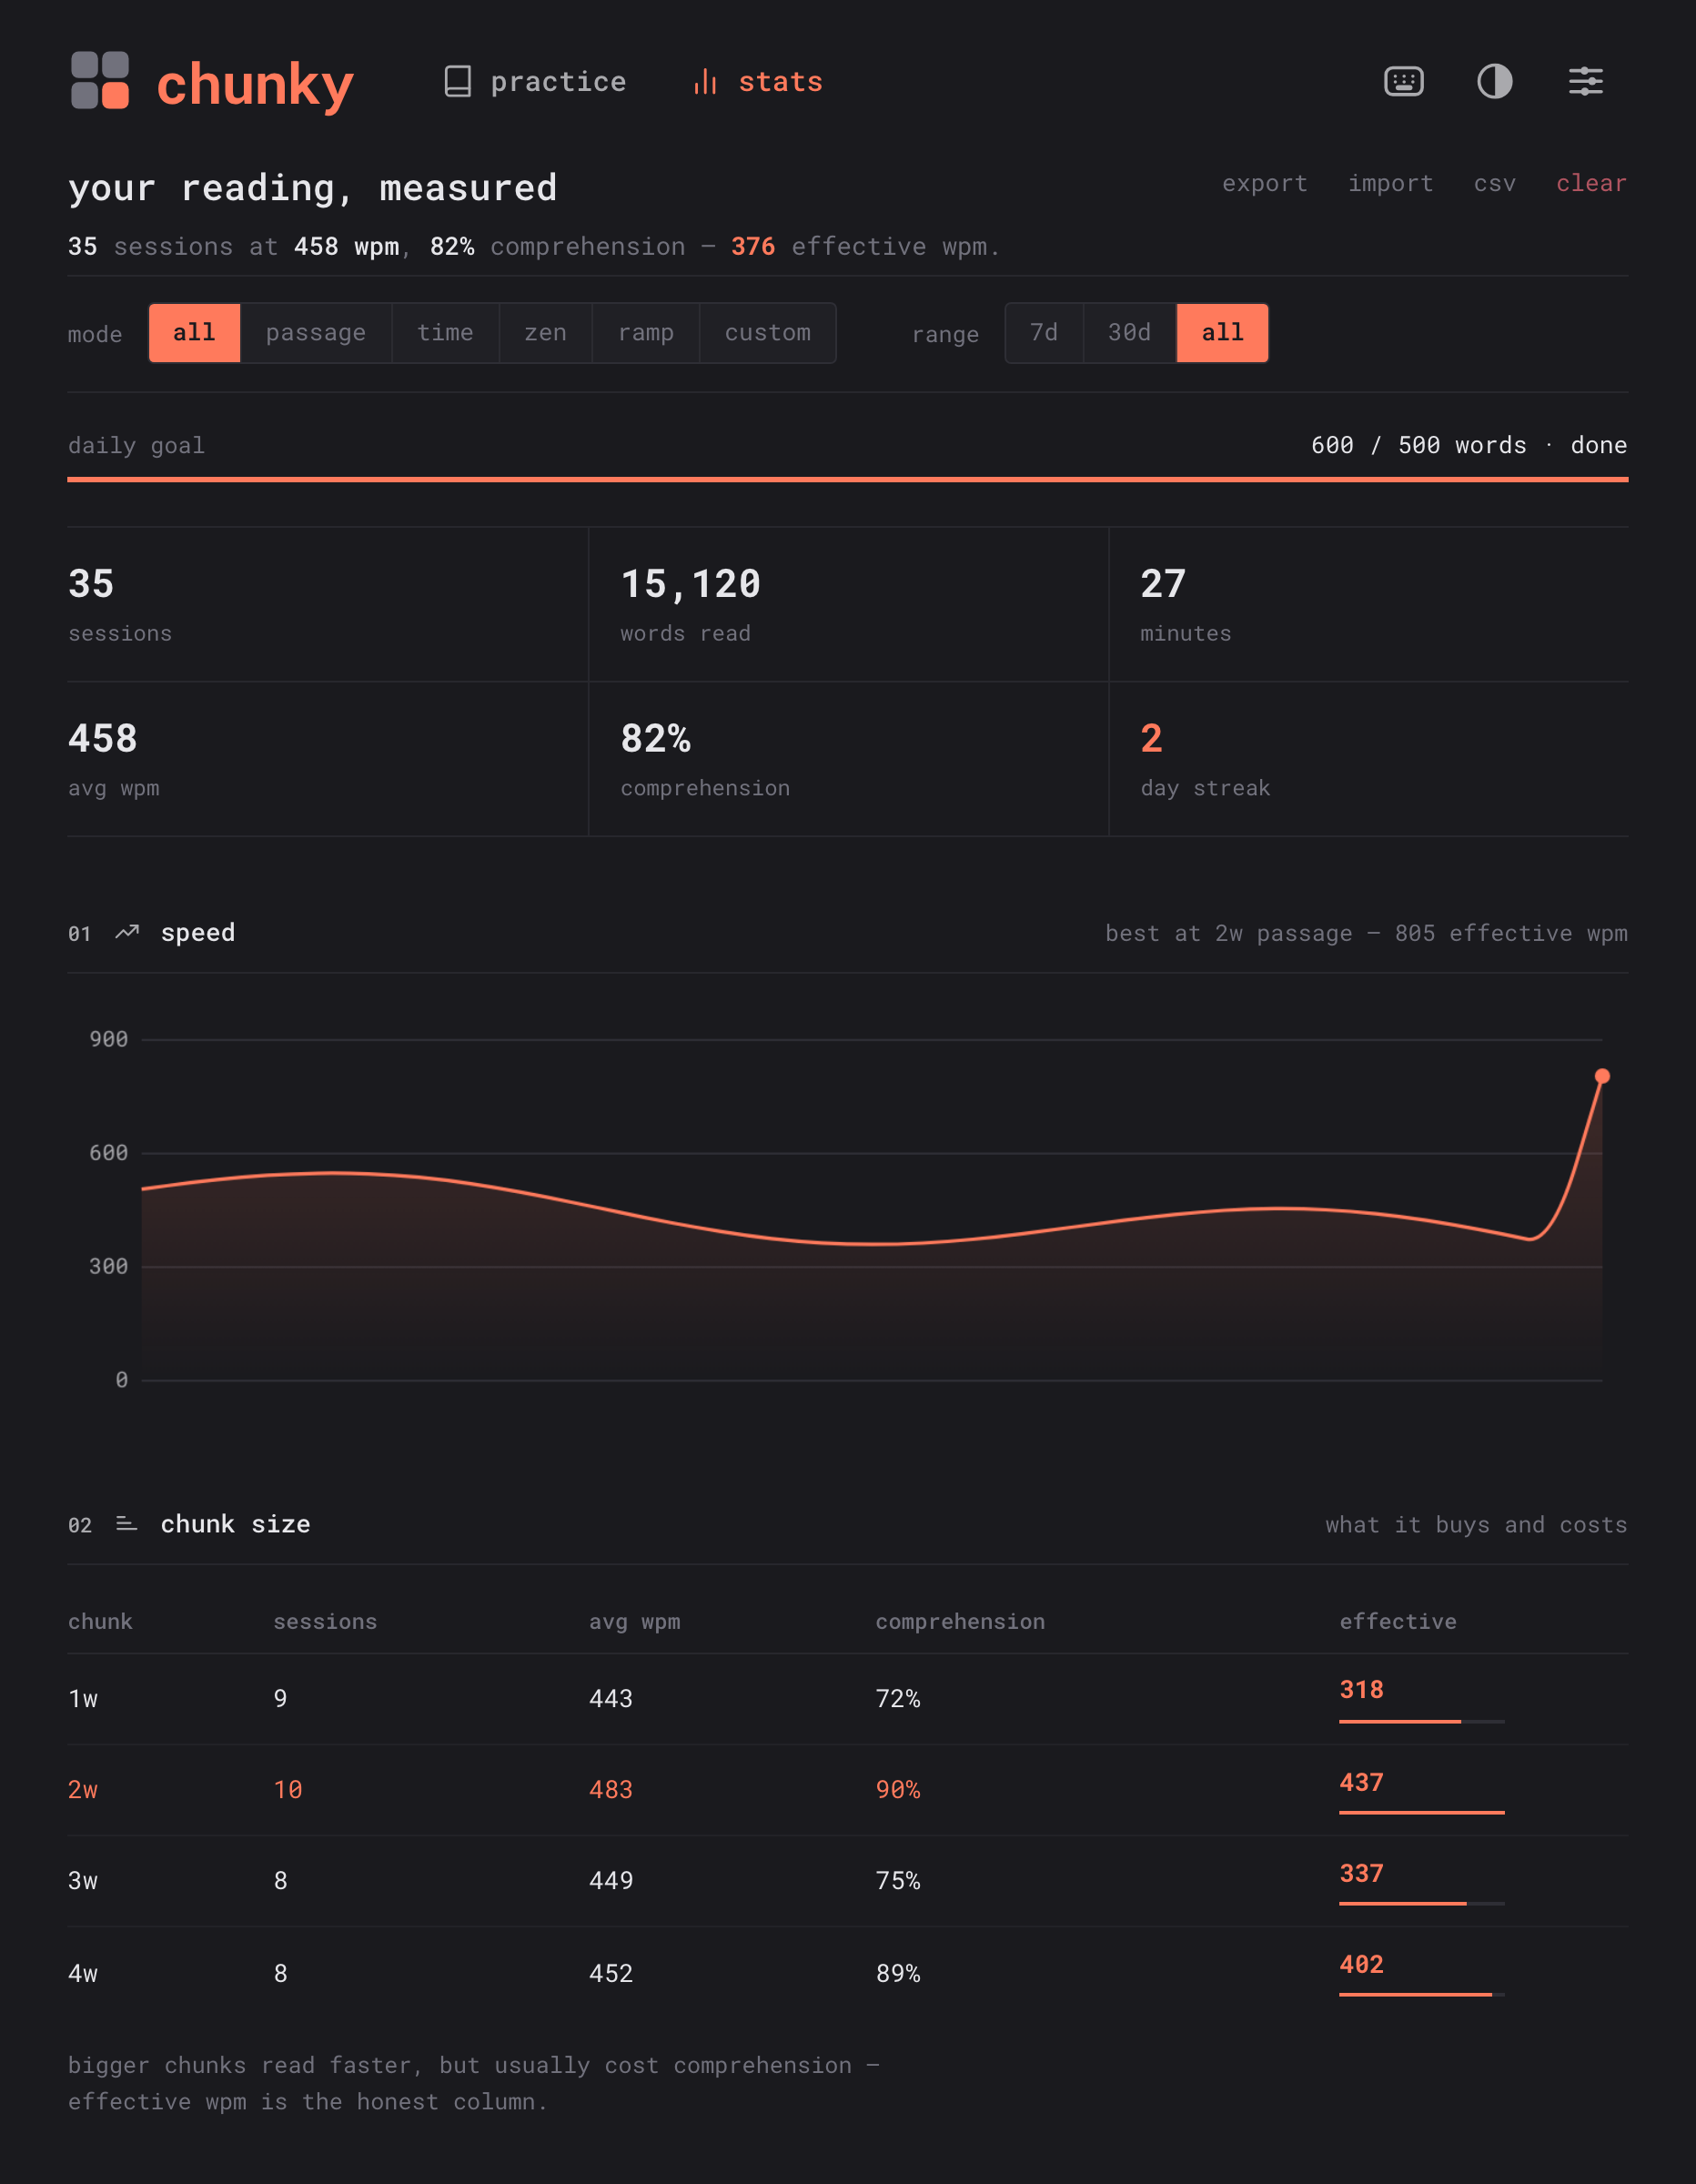 chunky practice stats
your reading, measured export import csv clear
35 sessions at 458 wpm, 82% comprehension — 376 effective wpm.
mode all passage time zen ramp custom range 7d 30d all
daily goal 600 / 500 words · done
35 15,120 27
sessions words read minutes
458 82% 2
avg wpm comprehension day streak
01 speed best at 2w passage — 805 effective wpm
900
600
300
0
02 chunk size what it buys and costs
chunk sessions avg wpm comprehension effective
1w 9 443 72% 318
2w 10 483 90% 437
3w 8 449 75% 337
4w 8 452 89% 402
bigger chunks read faster, but usually cost comprehension —
effective wpm is the honest column.